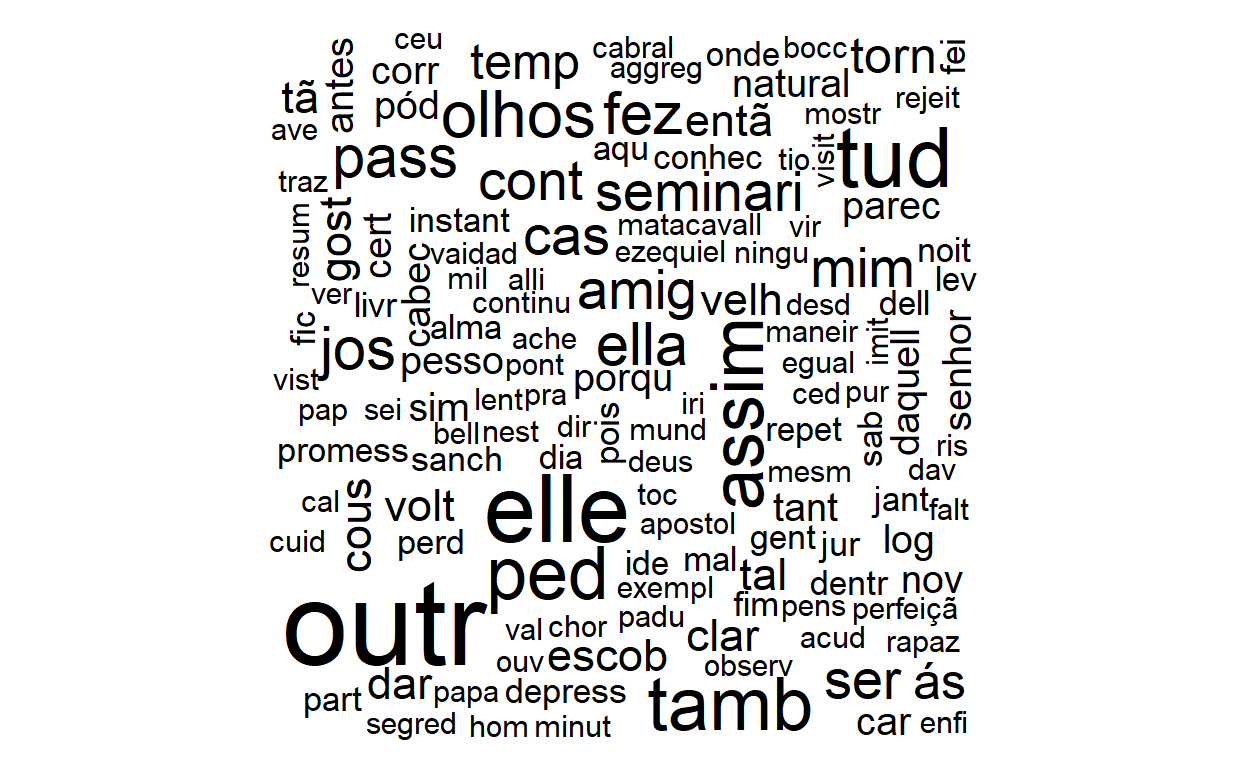 ceu
cabral
bocc
fei
antes
corr
temp
aggreg
onde
torn
natural
rejeit
tã
pód
olhos
fez
entã
mostr
ave
pass
aqu
conhec
tio
visit
tud
traz
cont
seminari
parec
resum
gost
cert
instant
matacavall
vir
vaidad
cas
ezequiel
ningu
noit
mil
alli
mim
lev
ver
livr
cabec
continu
amig
velh
desd
dell
fic
alma
ache
ella
assim
maneir
imit
daquell
senhor
jos
pesso
pont
porqu
egual
vist
pap
sei
sim
lent
pra
iri
ced
pur
bell
nest
dir
pois
mund
repet
sab
ris
promess
sanch
dia
deus
mesm
dav
cal
cous
volt
elle
toc
tant
jant
falt
apostol
cuid
perd
gent
jur
log
ped
ide
mal
tal
dentr
nov
exempl
outr
padu
fim
pens
perfeiçã
val
chor
clar
acud
rapaz
ouv
escob
observ
part
dar
papa
depress
tamb
ser
ás
segred
hom
minut
car
enfi